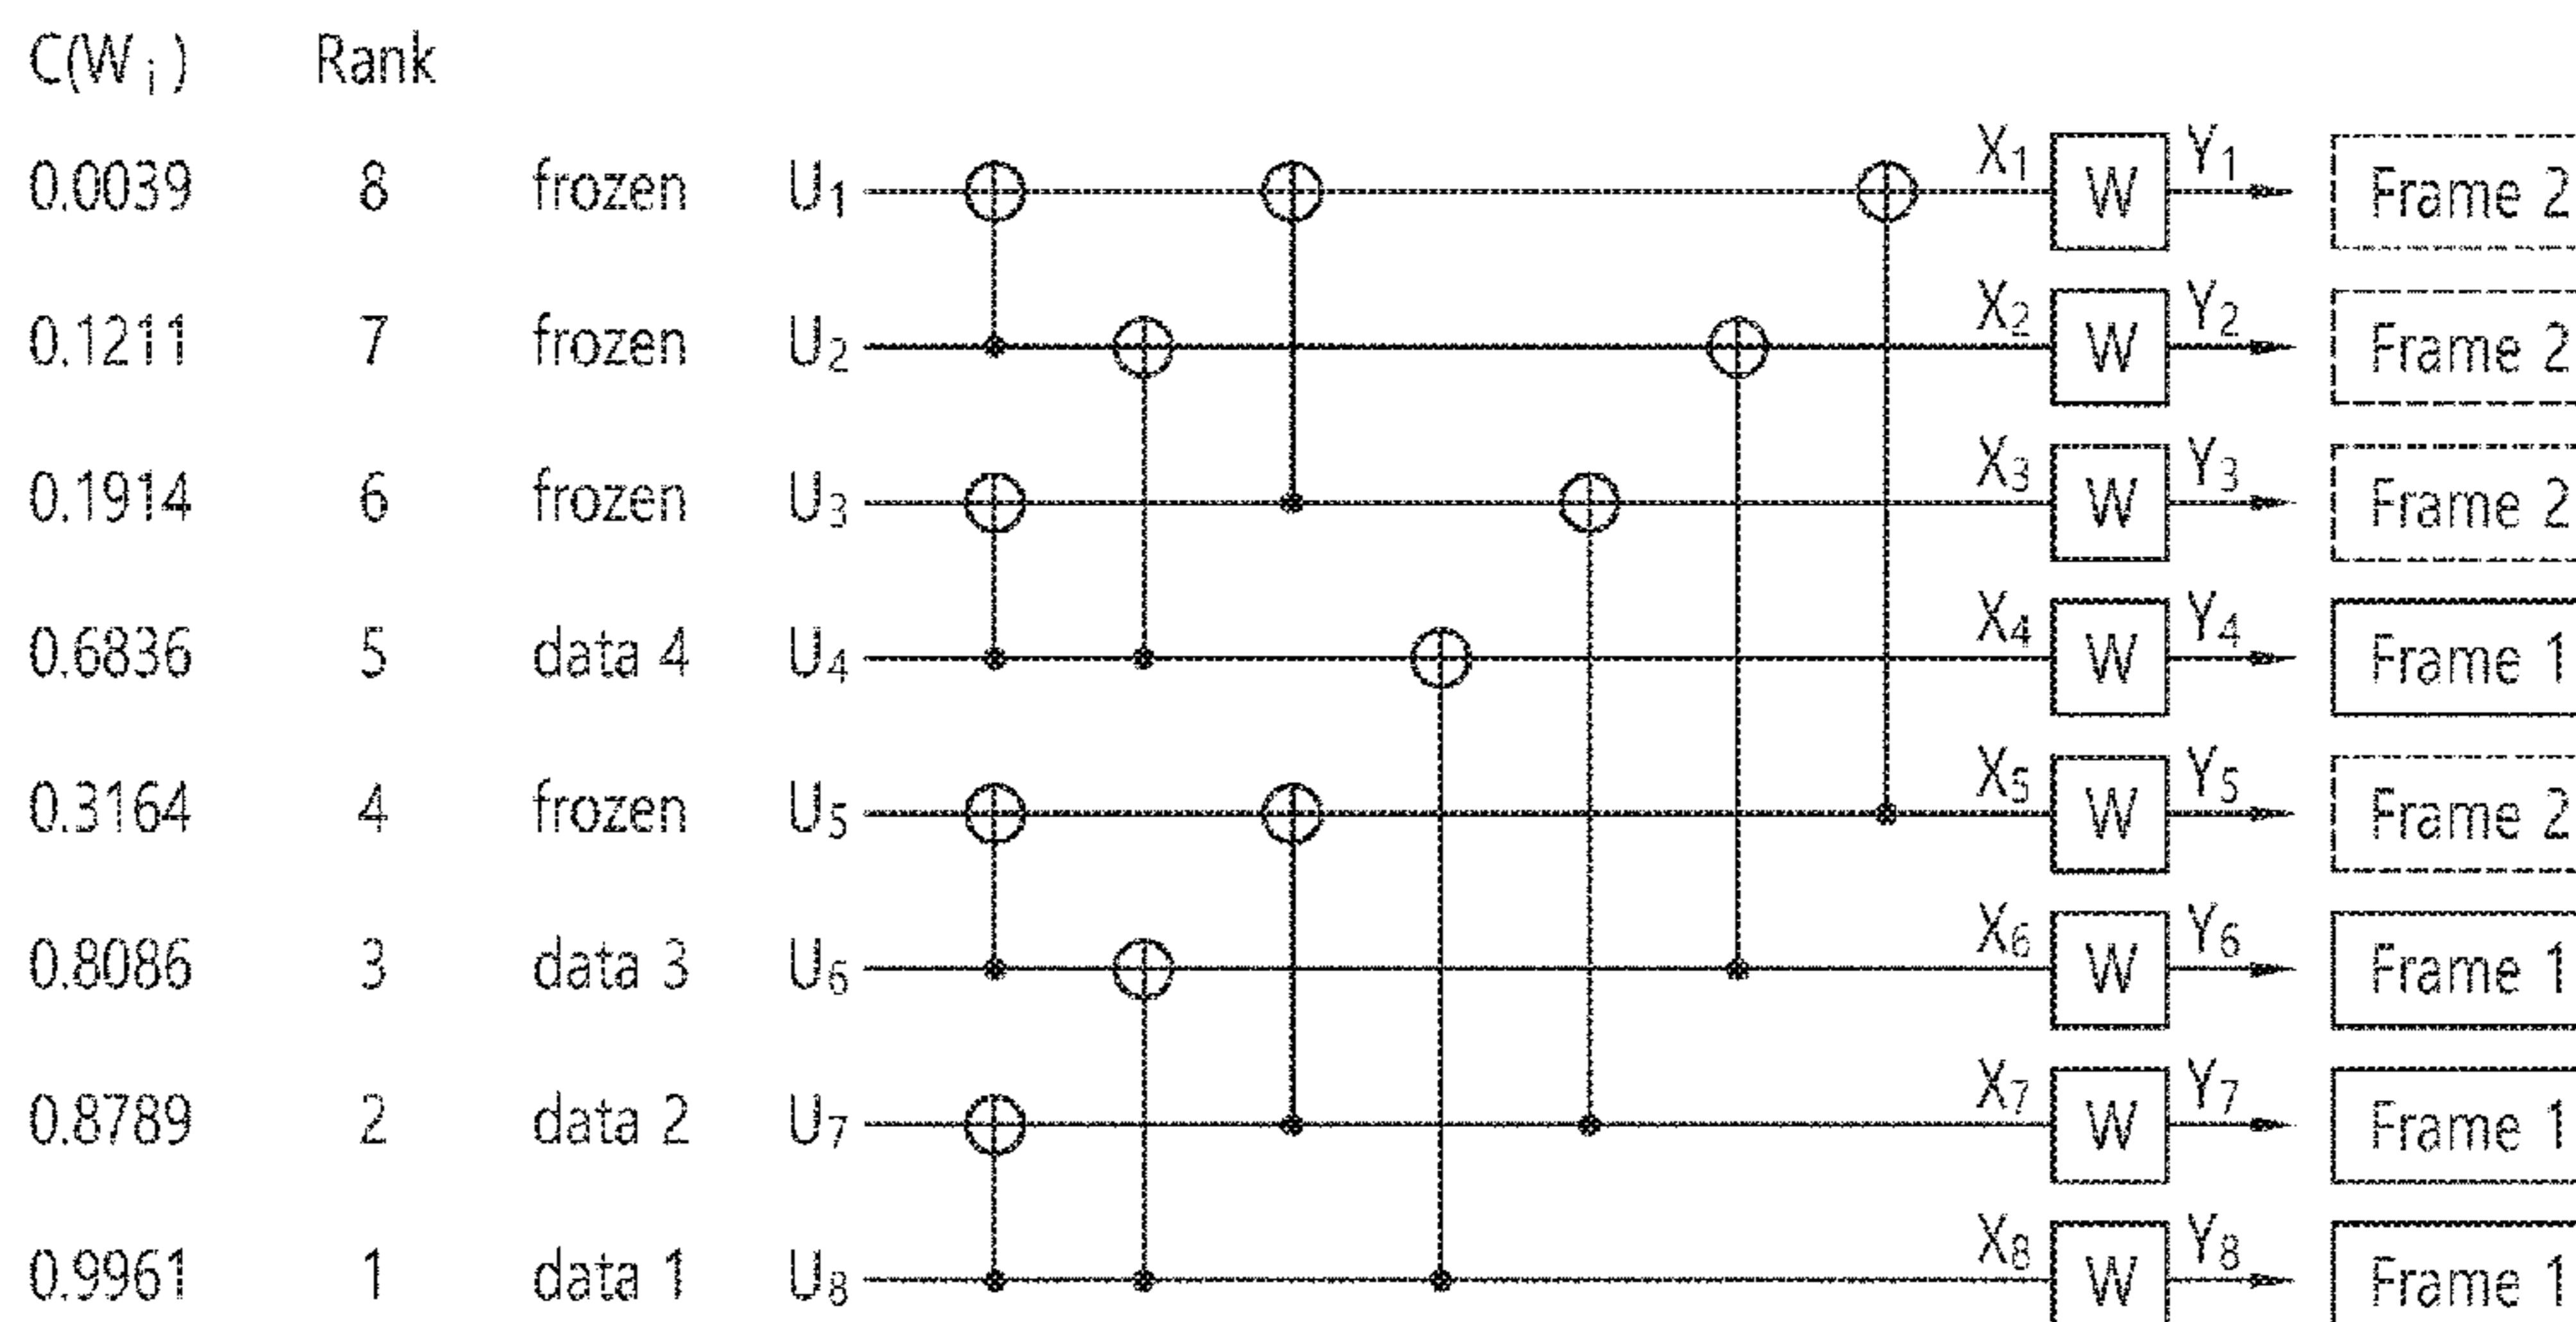 C(W i ) Rank
0.0039 8 frozen U1 X1 W Y1 Frame 2
0.1211 7 frozen U2 X2 W Y2 Frame 2
0.1914 6 frozen U3 X3 W Y3 Frame 2
0.6836 5 data 4 U4 X4 W Y4 Frame 1
0.3164 4 frozen U5 X5 W Y5 Frame 2
0.8086 3 data 3 U6 X6 W Y6 Frame 1
0.8789 2 data 2 U7 X7 W Y7 Frame 1
0.9961 1 data 1 U8 X8 W Y8 Frame 1